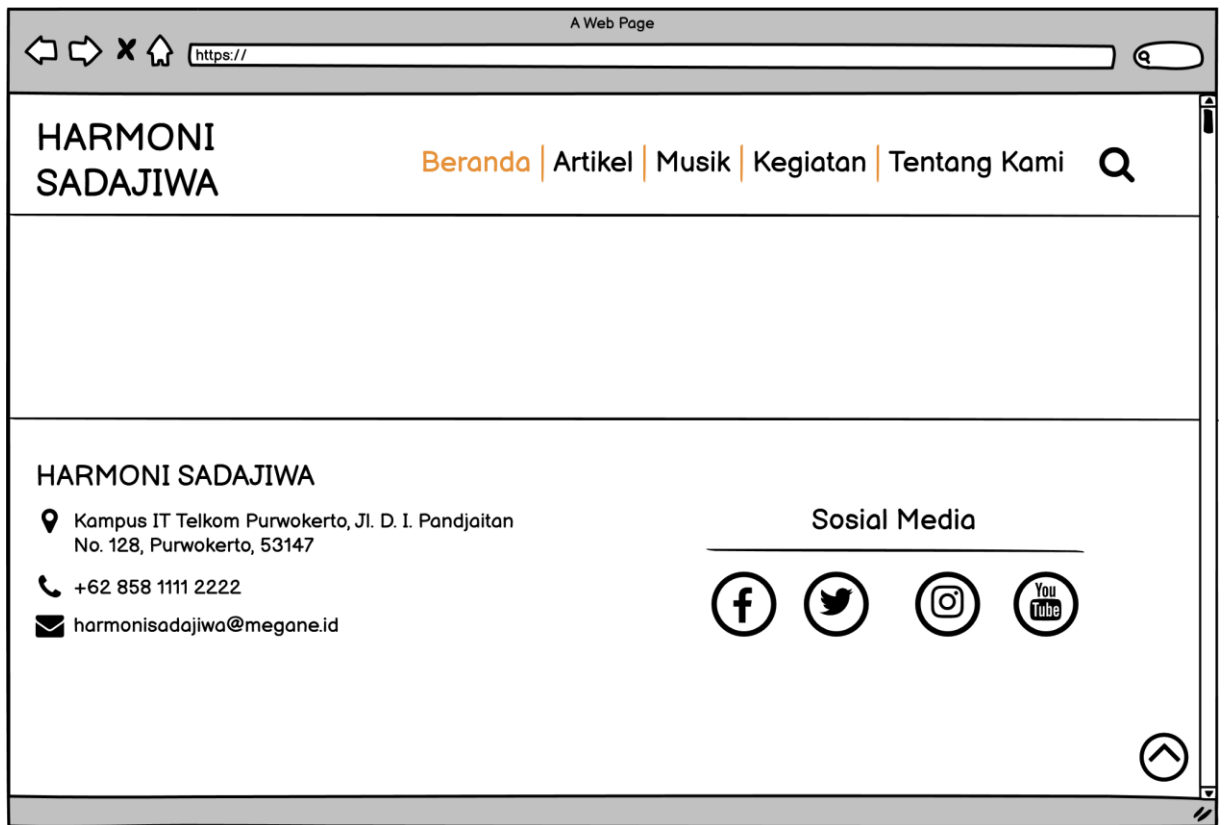 A Web Page
https://
HARMONI
SADAJIWA
Beranda Artikel Musik Kegiatan Tentang Kami
HARMONI SADAJIWA
Kampus IT Telkom Purwokerto, Jl. D. I. Pandjaitan
No. 128, Purwokerto, 53147
+62 858 1111 2222
harmonisadajiwa@megane.id
Sosial Media
You
Tube